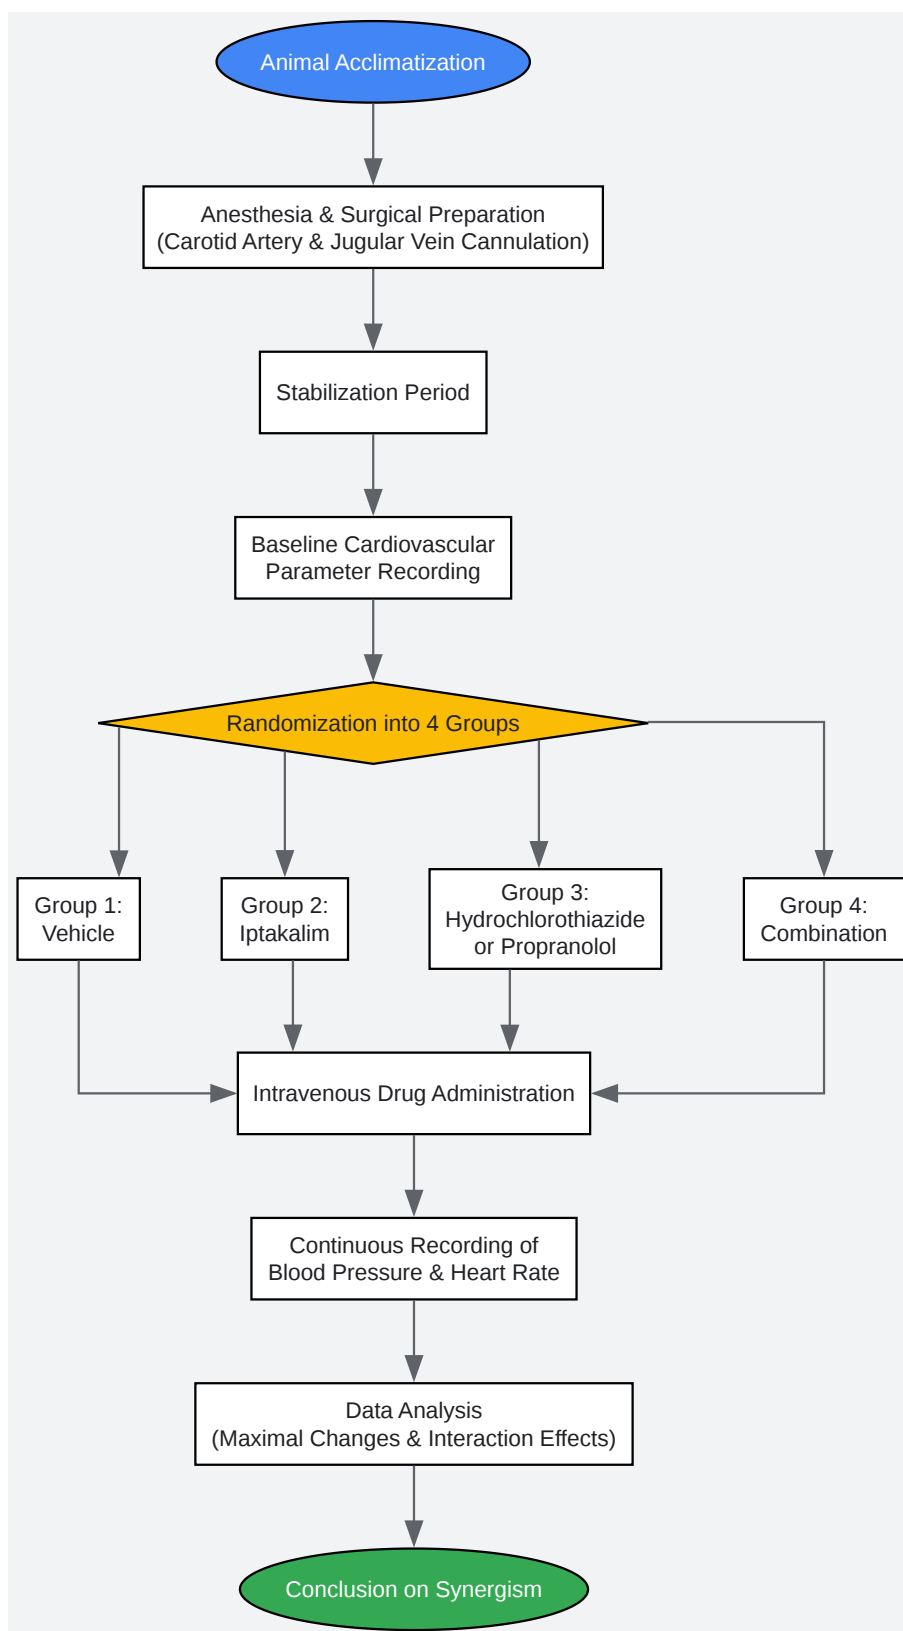 Animal Acclimatization
Anesthesia & Surgical Preparation
(Carotid Artery & Jugular Vein Cannulation)
Stabilization Period
Baseline Cardiovascular
Parameter Recording
Randomization into 4 Groups
Group 1:
Vehicle
Group 2:
Iptakalim
Group 3:
Hydrochlorothiazide
or Propranolol
Group 4:
Combination
Intravenous Drug Administration
Continuous Recording of
Blood Pressure & Heart Rate
Data Analysis
(Maximal Changes & Interaction Effects)
Conclusion on Synergism